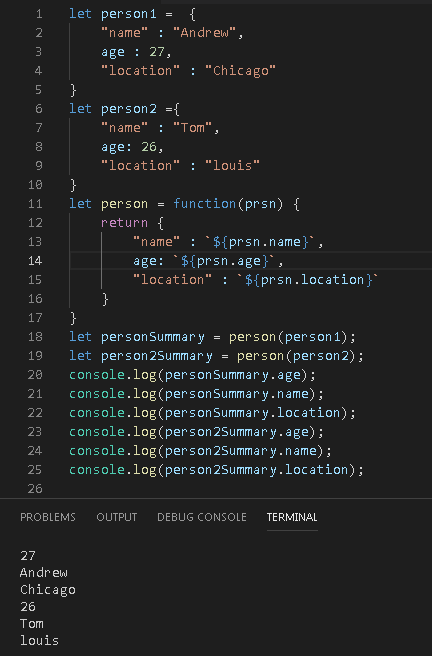 1 let person1 =  {
2     "name" : "Andrew",
3     age : 27,
4     "location" : "Chicago"
5 }
6 let person2 ={
7     "name" : "Tom",
8     age: 26,
9     "location" : "louis"
10 }
11 let person = function(prsn) {
12     return {
13         "name" : `${prsn.name}`,
14         age: `${prsn.age}`,
15         "location" : `${prsn.location}`
16     }
17 }
18 let personSummary = person(person1);
19 let person2Summary = person(person2);
20 console.log(personSummary.age);
21 console.log(personSummary.name);
22 console.log(personSummary.location);
23 console.log(person2Summary.age);
24 console.log(person2Summary.name);
25 console.log(person2Summary.location);
26
PROBLEMS OUTPUT DEBUG CONSOLE TERMINAL
27
Andrew
Chicago
26
Tom
louis